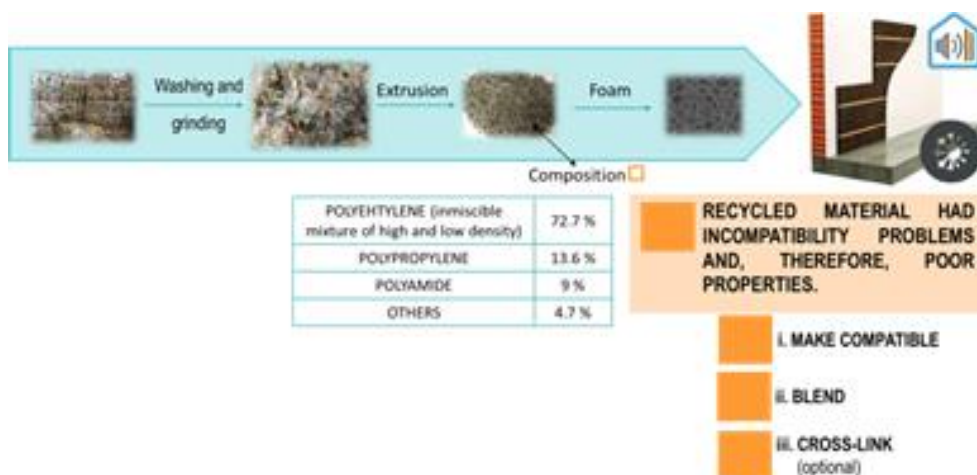 Washing and
grinding
Extrusion
Foam
Composition
POLYEHTYLENE (inmiscible
mixture of high and low density)
72.7 %
POLYPROPYLENE
13.6 %
POLYAMIDE
9 %
OTHERS
4.7 %
RECYCLED MATERIAL HAD
INCOMPATIBILITY PROBLEMS
AND, THEREFORE, POOR
PROPERTIES.
i. MAKE COMPATIBLE
ii. BLEND
iii. CROSS-LINK
(optional)